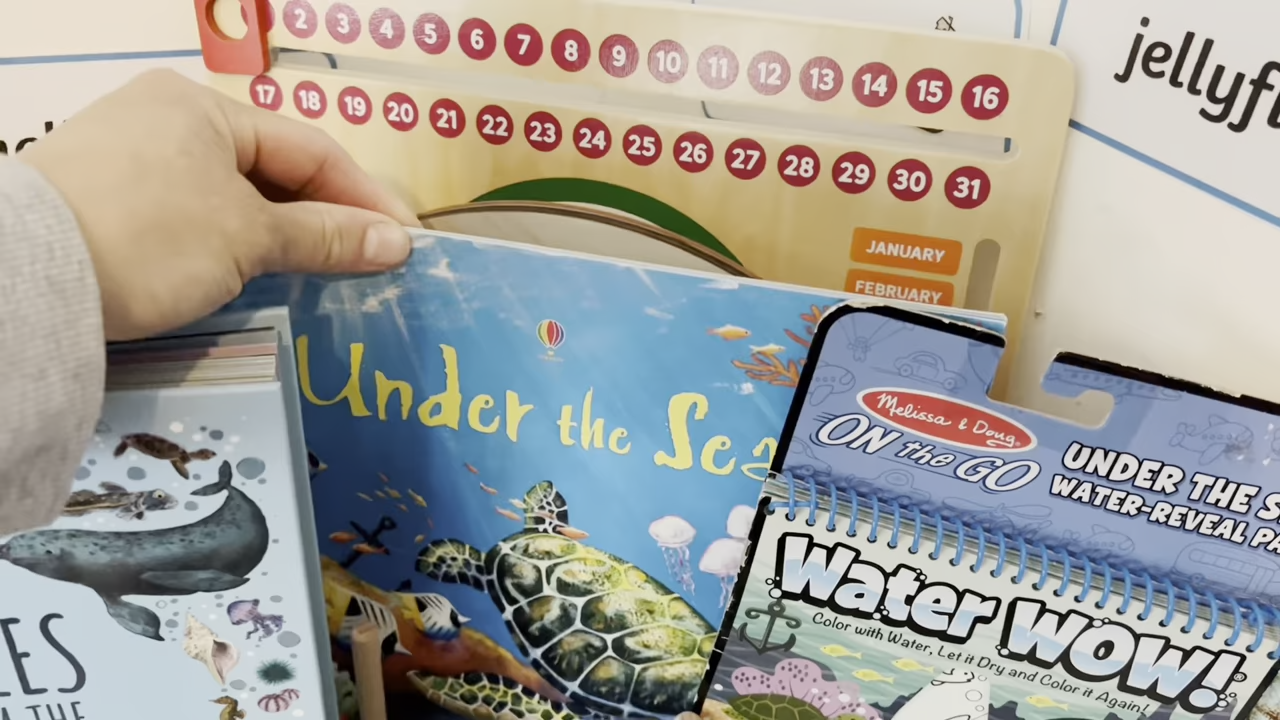 2 3 4 5 6 7 8 9 10 11 12 13 14 15 16
17 18 19 20 21 22 23 24 25 26 27 28 29 30 31
JANUARY
FEBRUARY
jellyf
Under the Sea
Melissa & Doug
ON the GO
UNDER THE S
WATER-REVEAL PA
Water WOW!
Color with Water, Let it Dry and Color it Again!
ES
THE